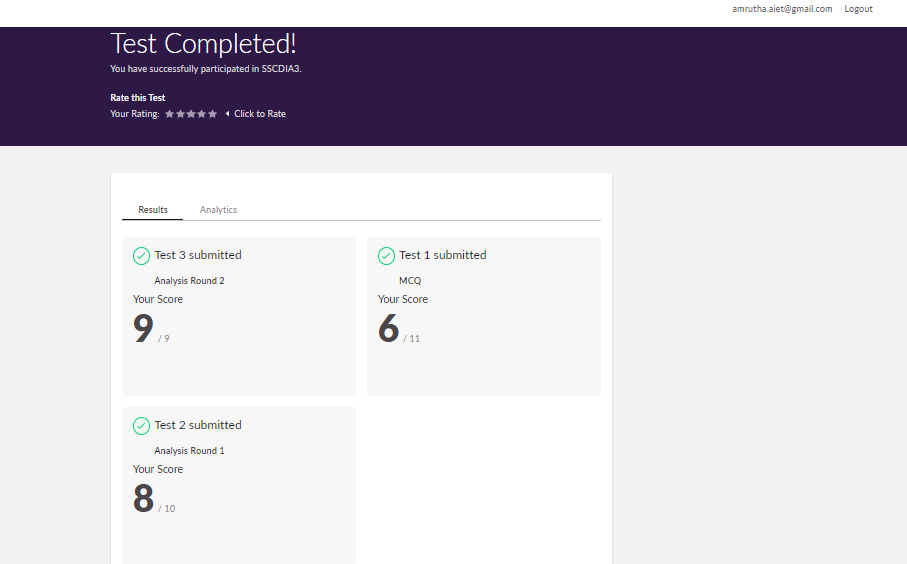 amrutha.aiet@gmail.com Logout
Test Completed!
You have successfully participated in SSCDIA3.
Rate this Test
Your Rating: Click to Rate
Results Analytics
Test 3 submitted
Analysis Round 2
Your Score
9 / 9
Test 1 submitted
MCQ
Your Score
6 / 11
Test 2 submitted
Analysis Round 1
Your Score
8 / 10